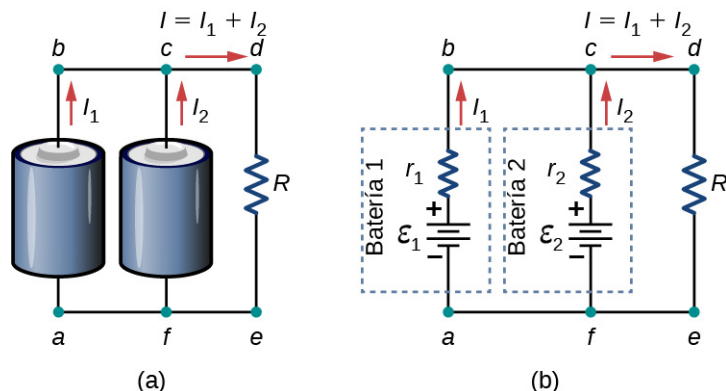 I = I₁ + I₂
b c d
I₁ I₂
R
a f e
(a)
I = I₁ + I₂
b c d
I₁ I₂
Batería 1 r₁ + ε₁ −
Batería 2 r₂ + ε₂ −
R
a f e
(b)